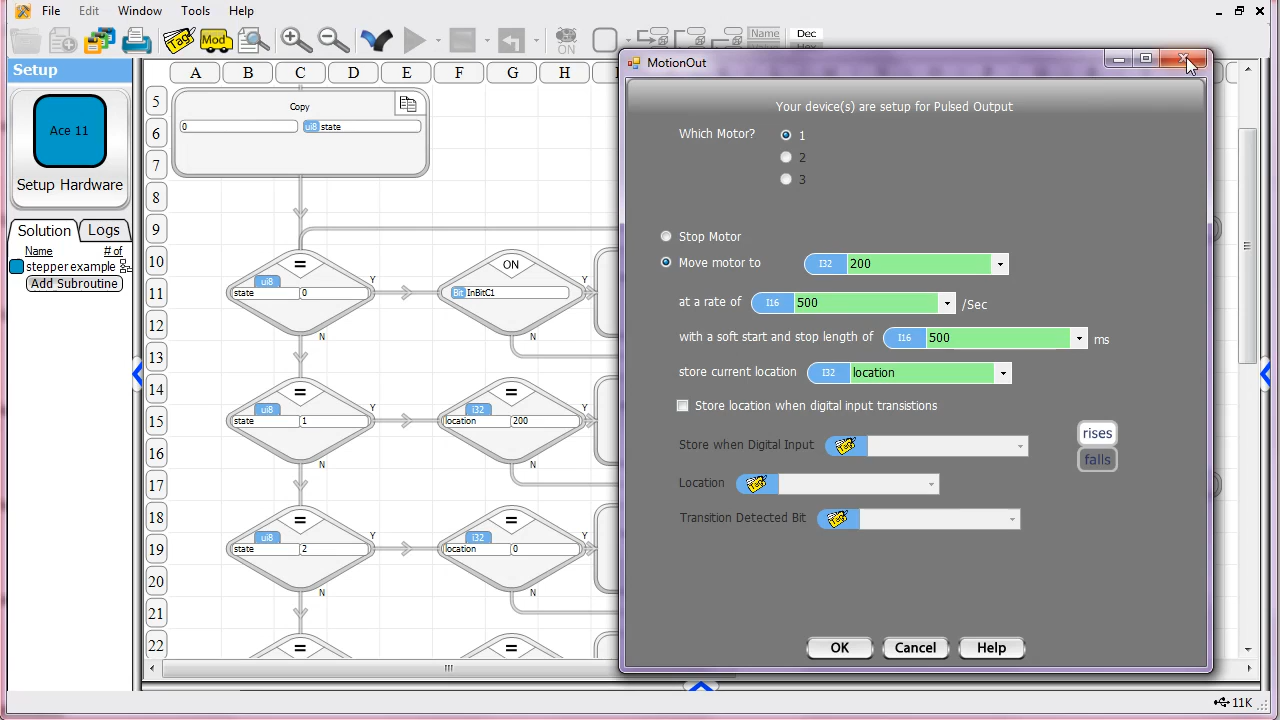 File Edit Window Tools Help
Tag Mod ON Name Dec
Setup A B C D E F G H
Ace 11
Setup Hardware
Solution Logs
Name # of
stepper example
Add Subroutine
5
6
7
8
9
10
11
12
13
14
15
16
17
18
19
20
21
22
Copy
0 ui8 state
= ON
ui8 Y Y
state 0 Bit InBitC1
N N
= =
ui8 Y i32 Y
state 1 location 200
N N
= =
ui8 Y i32 Y
state 2 location 0
N N
= =
MotionOut
Your device(s) are setup for Pulsed Output
Which Motor? 1
2
3
Stop Motor
Move motor to I32 200
at a rate of I16 500 /Sec
with a soft start and stop length of I16 500 ms
store current location I32 location
Store location when digital input transistions
rises
Store when Digital Input Tag
falls
Location Tag
Transition Detected Bit Tag
OK Cancel Help
11K